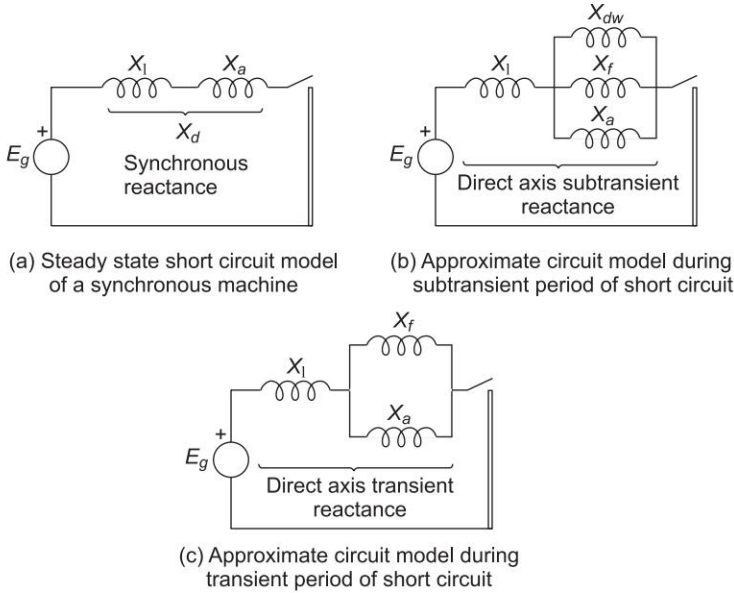 X_l X_a
X_d
Synchronous
reactance
+
E_g
(a) Steady state short circuit model
of a synchronous machine
X_dw
X_l X_f
X_a
+
E_g
Direct axis subtransient
reactance
(b) Approximate circuit model during
subtransient period of short circuit
X_f
X_l
X_a
+
E_g
Direct axis transient
reactance
(c) Approximate circuit model during
transient period of short circuit